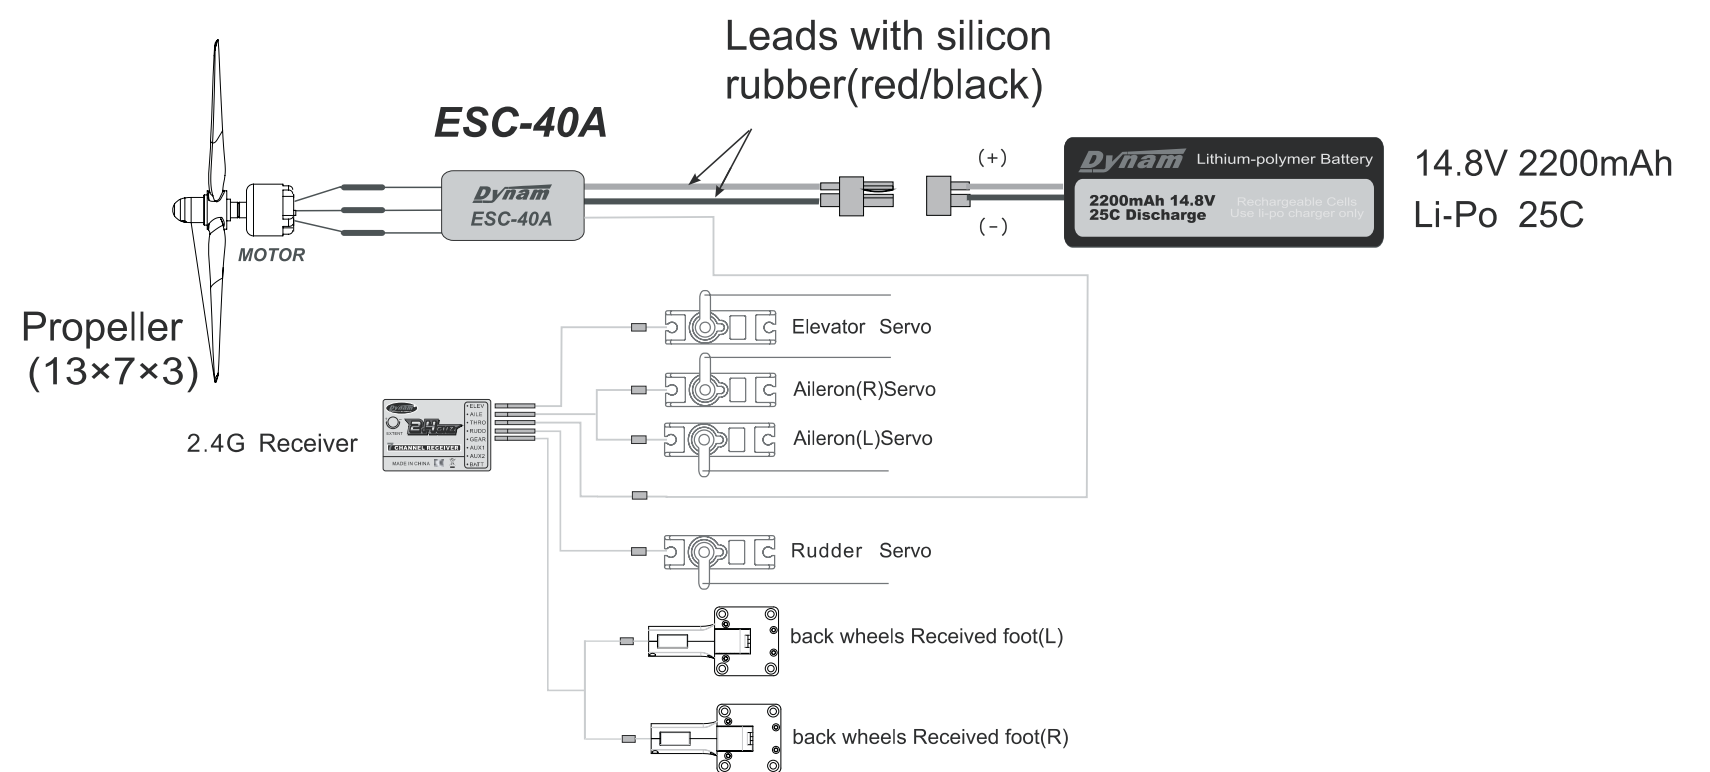 Leads with silicon
rubber(red/black)
ESC-40A
(+)
Dynam Lithium-polymer Battery
14.8V 2200mAh
Dynam
ESC-40A
2200mAh 14.8V
25C Discharge
Rechargeable Cells
Use li-po charger only
Li-Po 25C
(-)
MOTOR
Propeller
(13×7×3)
Elevator Servo
Aileron(R)Servo
2.4G Receiver
Dynam
EXTENT
CHANNEL RECEIVER
MADE IN CHINA
• ELEV
• AILE
• THRO
• RUDD
• GEAR
• AUX1
• AUX2
• BATT
Aileron(L)Servo
Rudder Servo
back wheels Received foot(L)
back wheels Received foot(R)